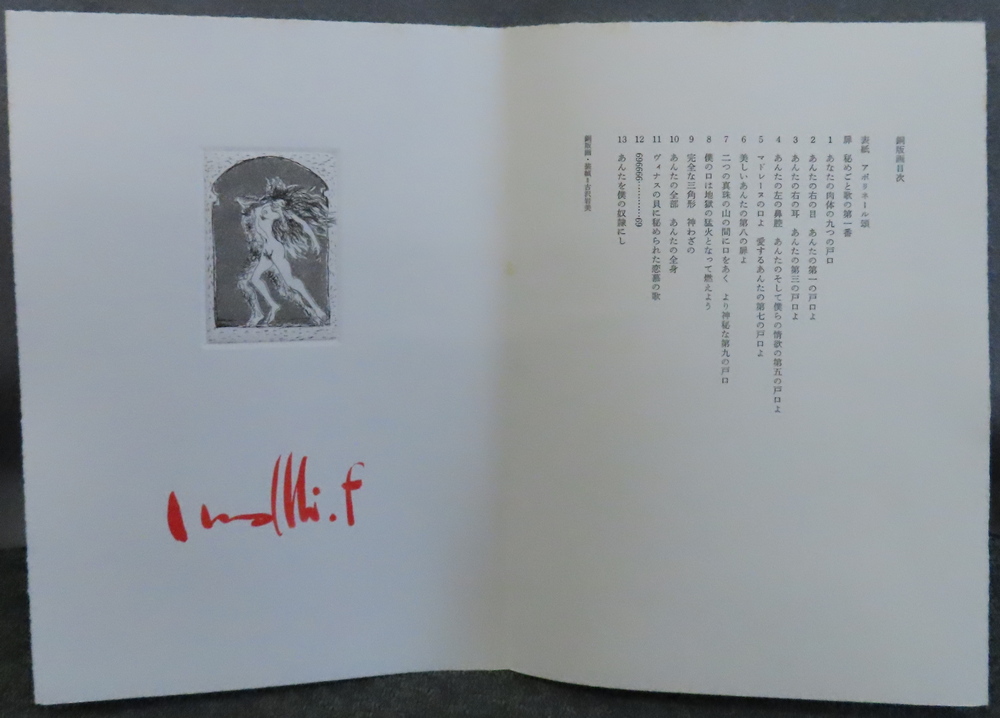 銅版画目次
表紙 アポリネール頌
扉 秘めごと歌の第一番
1 あなたの肉体の九つの戸口
2 あんたの右の目 あんたの第一の戸口よ
3 あんたの右の耳 あんたの第三の戸口よ
4 あんたの左の鼻腔 あんたのそして僕らの情欲の第五の戸口よ
5 マドレーヌの口よ 愛するあんたの第七の戸口よ
6 美しいあんたの第八の扉よ
7 二つの真珠の山の間に口をあく より神秘な第九の戸口
8 僕の口は地獄の猛火となって燃えよう
9 完全な三角形 神わざの
10 あんたの全部 あんたの全身
11 ヴィナスの貝に秘められた恋慕の歌
12 696666…………69
13 あんたを僕の奴隷にし
銅版画・表紙＝吉沢